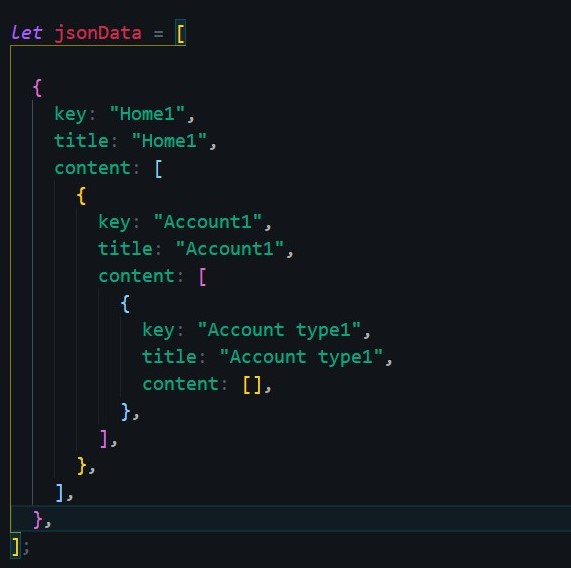 let jsonData = [
{
key: "Home1",
title: "Home1",
content: [
{
key: "Account1",
title: "Account1",
content: [
{
key: "Account type1",
title: "Account type1",
content: [],
},
],
},
],
},
];